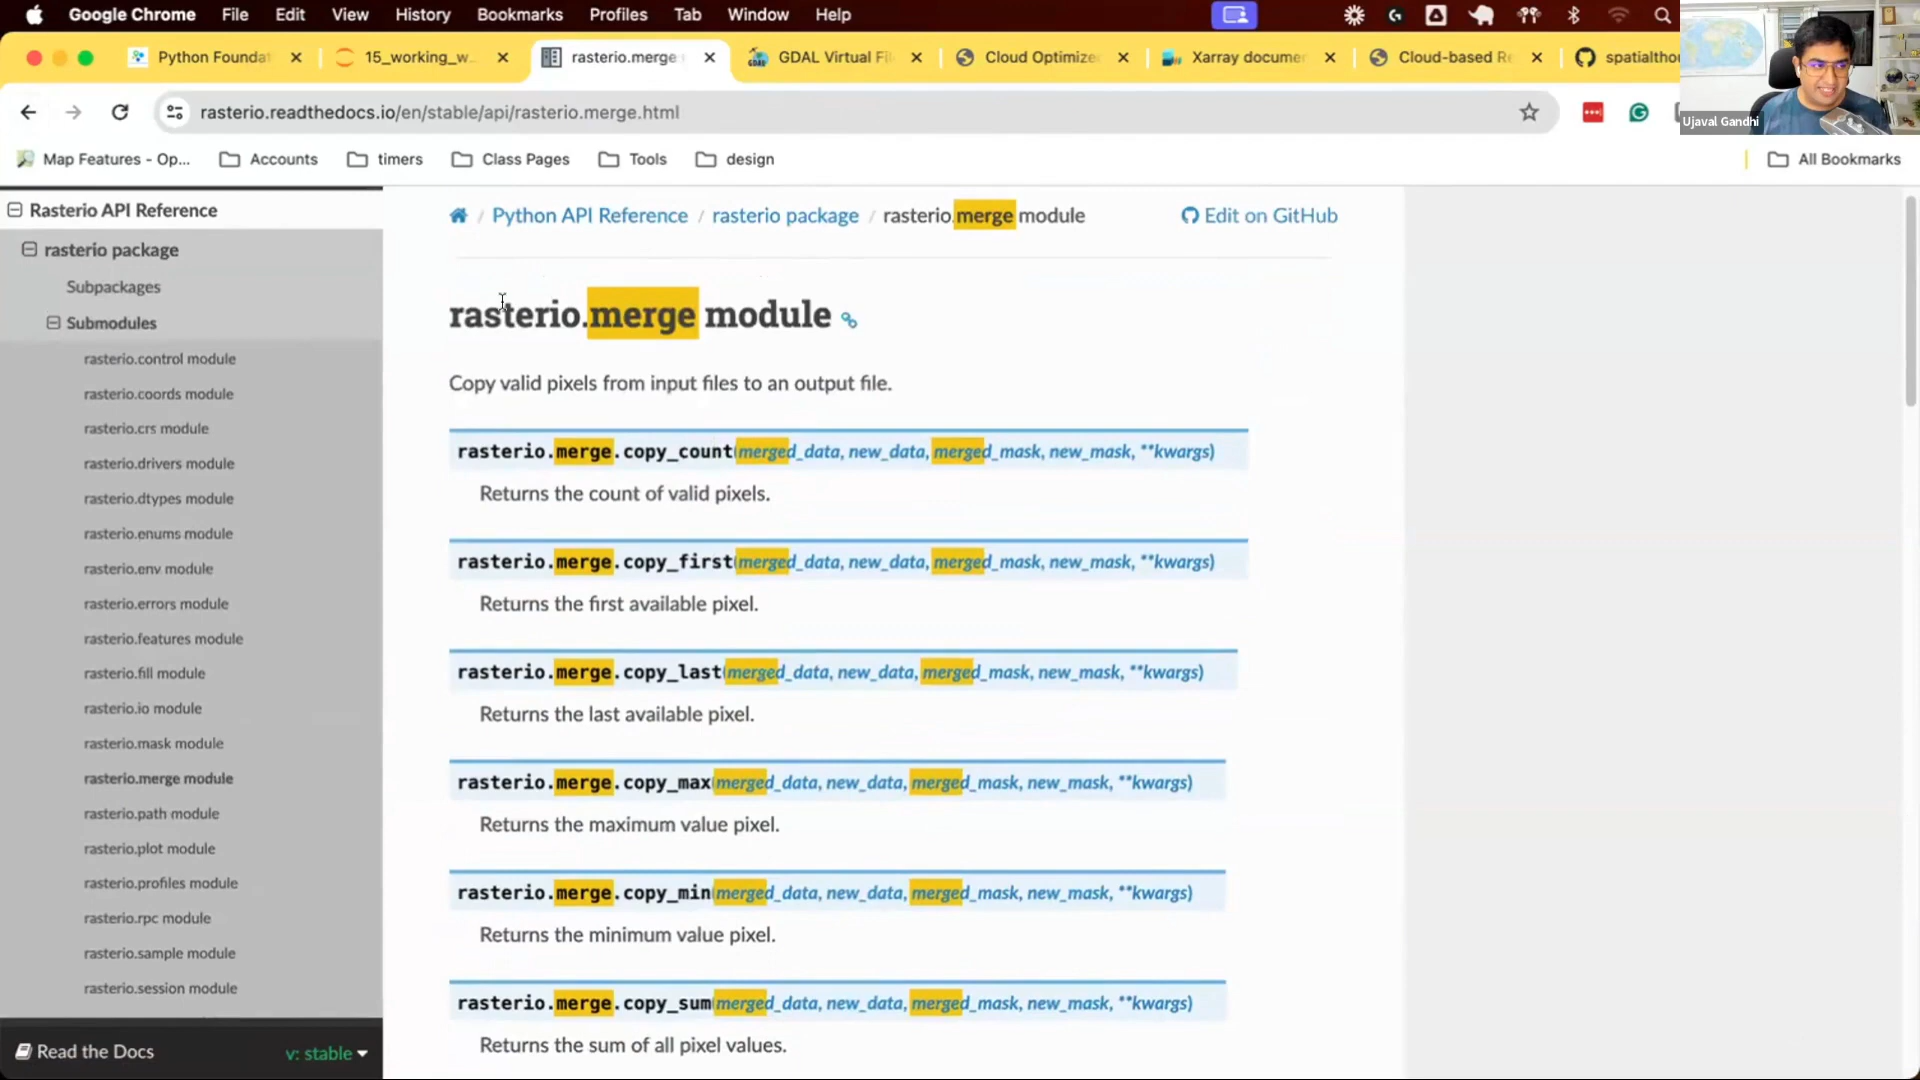 Google Chrome File Edit View History Bookmarks Profiles Tab Window Help
Python Founda 15_working_w... rasterio.merge GDAL Virtual Fil Cloud Optimize Xarray documen Cloud-based Re spatialthou
rasterio.readthedocs.io/en/stable/api/rasterio.merge.html
Ujaval Gandhi
Map Features - Op... Accounts timers Class Pages Tools design All Bookmarks
Rasterio API Reference
rasterio package
Subpackages
Submodules
rasterio.control module
rasterio.coords module
rasterio.crs module
rasterio.drivers module
rasterio.dtypes module
rasterio.enums module
rasterio.env module
rasterio.errors module
rasterio.features module
rasterio.fill module
rasterio.io module
rasterio.mask module
rasterio.merge module
rasterio.path module
rasterio.plot module
rasterio.profiles module
rasterio.rpc module
rasterio.sample module
rasterio.session module
Read the Docs v: stable
/ Python API Reference / rasterio package / rasterio.merge module Edit on GitHub
rasterio.merge module
Copy valid pixels from input files to an output file.
rasterio.merge.copy_count(merged_data, new_data, merged_mask, new_mask, **kwargs)
Returns the count of valid pixels.
rasterio.merge.copy_first(merged_data, new_data, merged_mask, new_mask, **kwargs)
Returns the first available pixel.
rasterio.merge.copy_last(merged_data, new_data, merged_mask, new_mask, **kwargs)
Returns the last available pixel.
rasterio.merge.copy_max(merged_data, new_data, merged_mask, new_mask, **kwargs)
Returns the maximum value pixel.
rasterio.merge.copy_min(merged_data, new_data, merged_mask, new_mask, **kwargs)
Returns the minimum value pixel.
rasterio.merge.copy_sum(merged_data, new_data, merged_mask, new_mask, **kwargs)
Returns the sum of all pixel values.